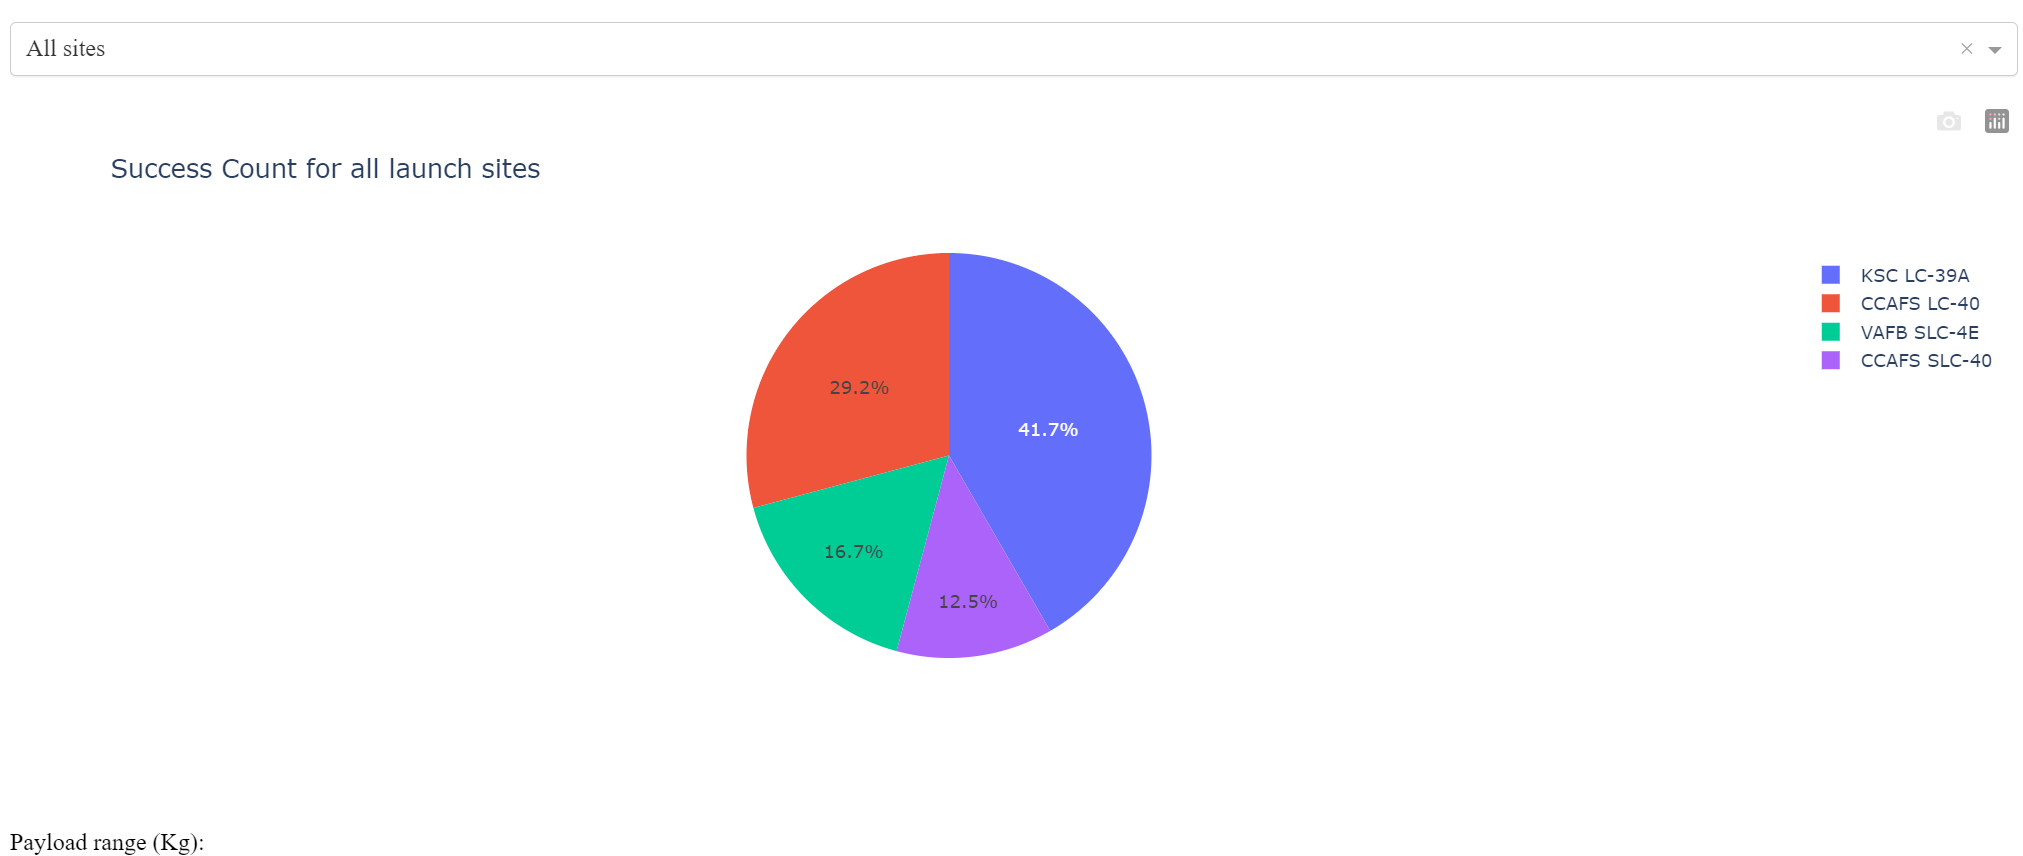 All sites
Success Count for all launch sites
KSC LC-39A
CCAFS LC-40
VAFB SLC-4E
CCAFS SLC-40
29.2%
41.7%
16.7%
12.5%
Payload range (Kg):